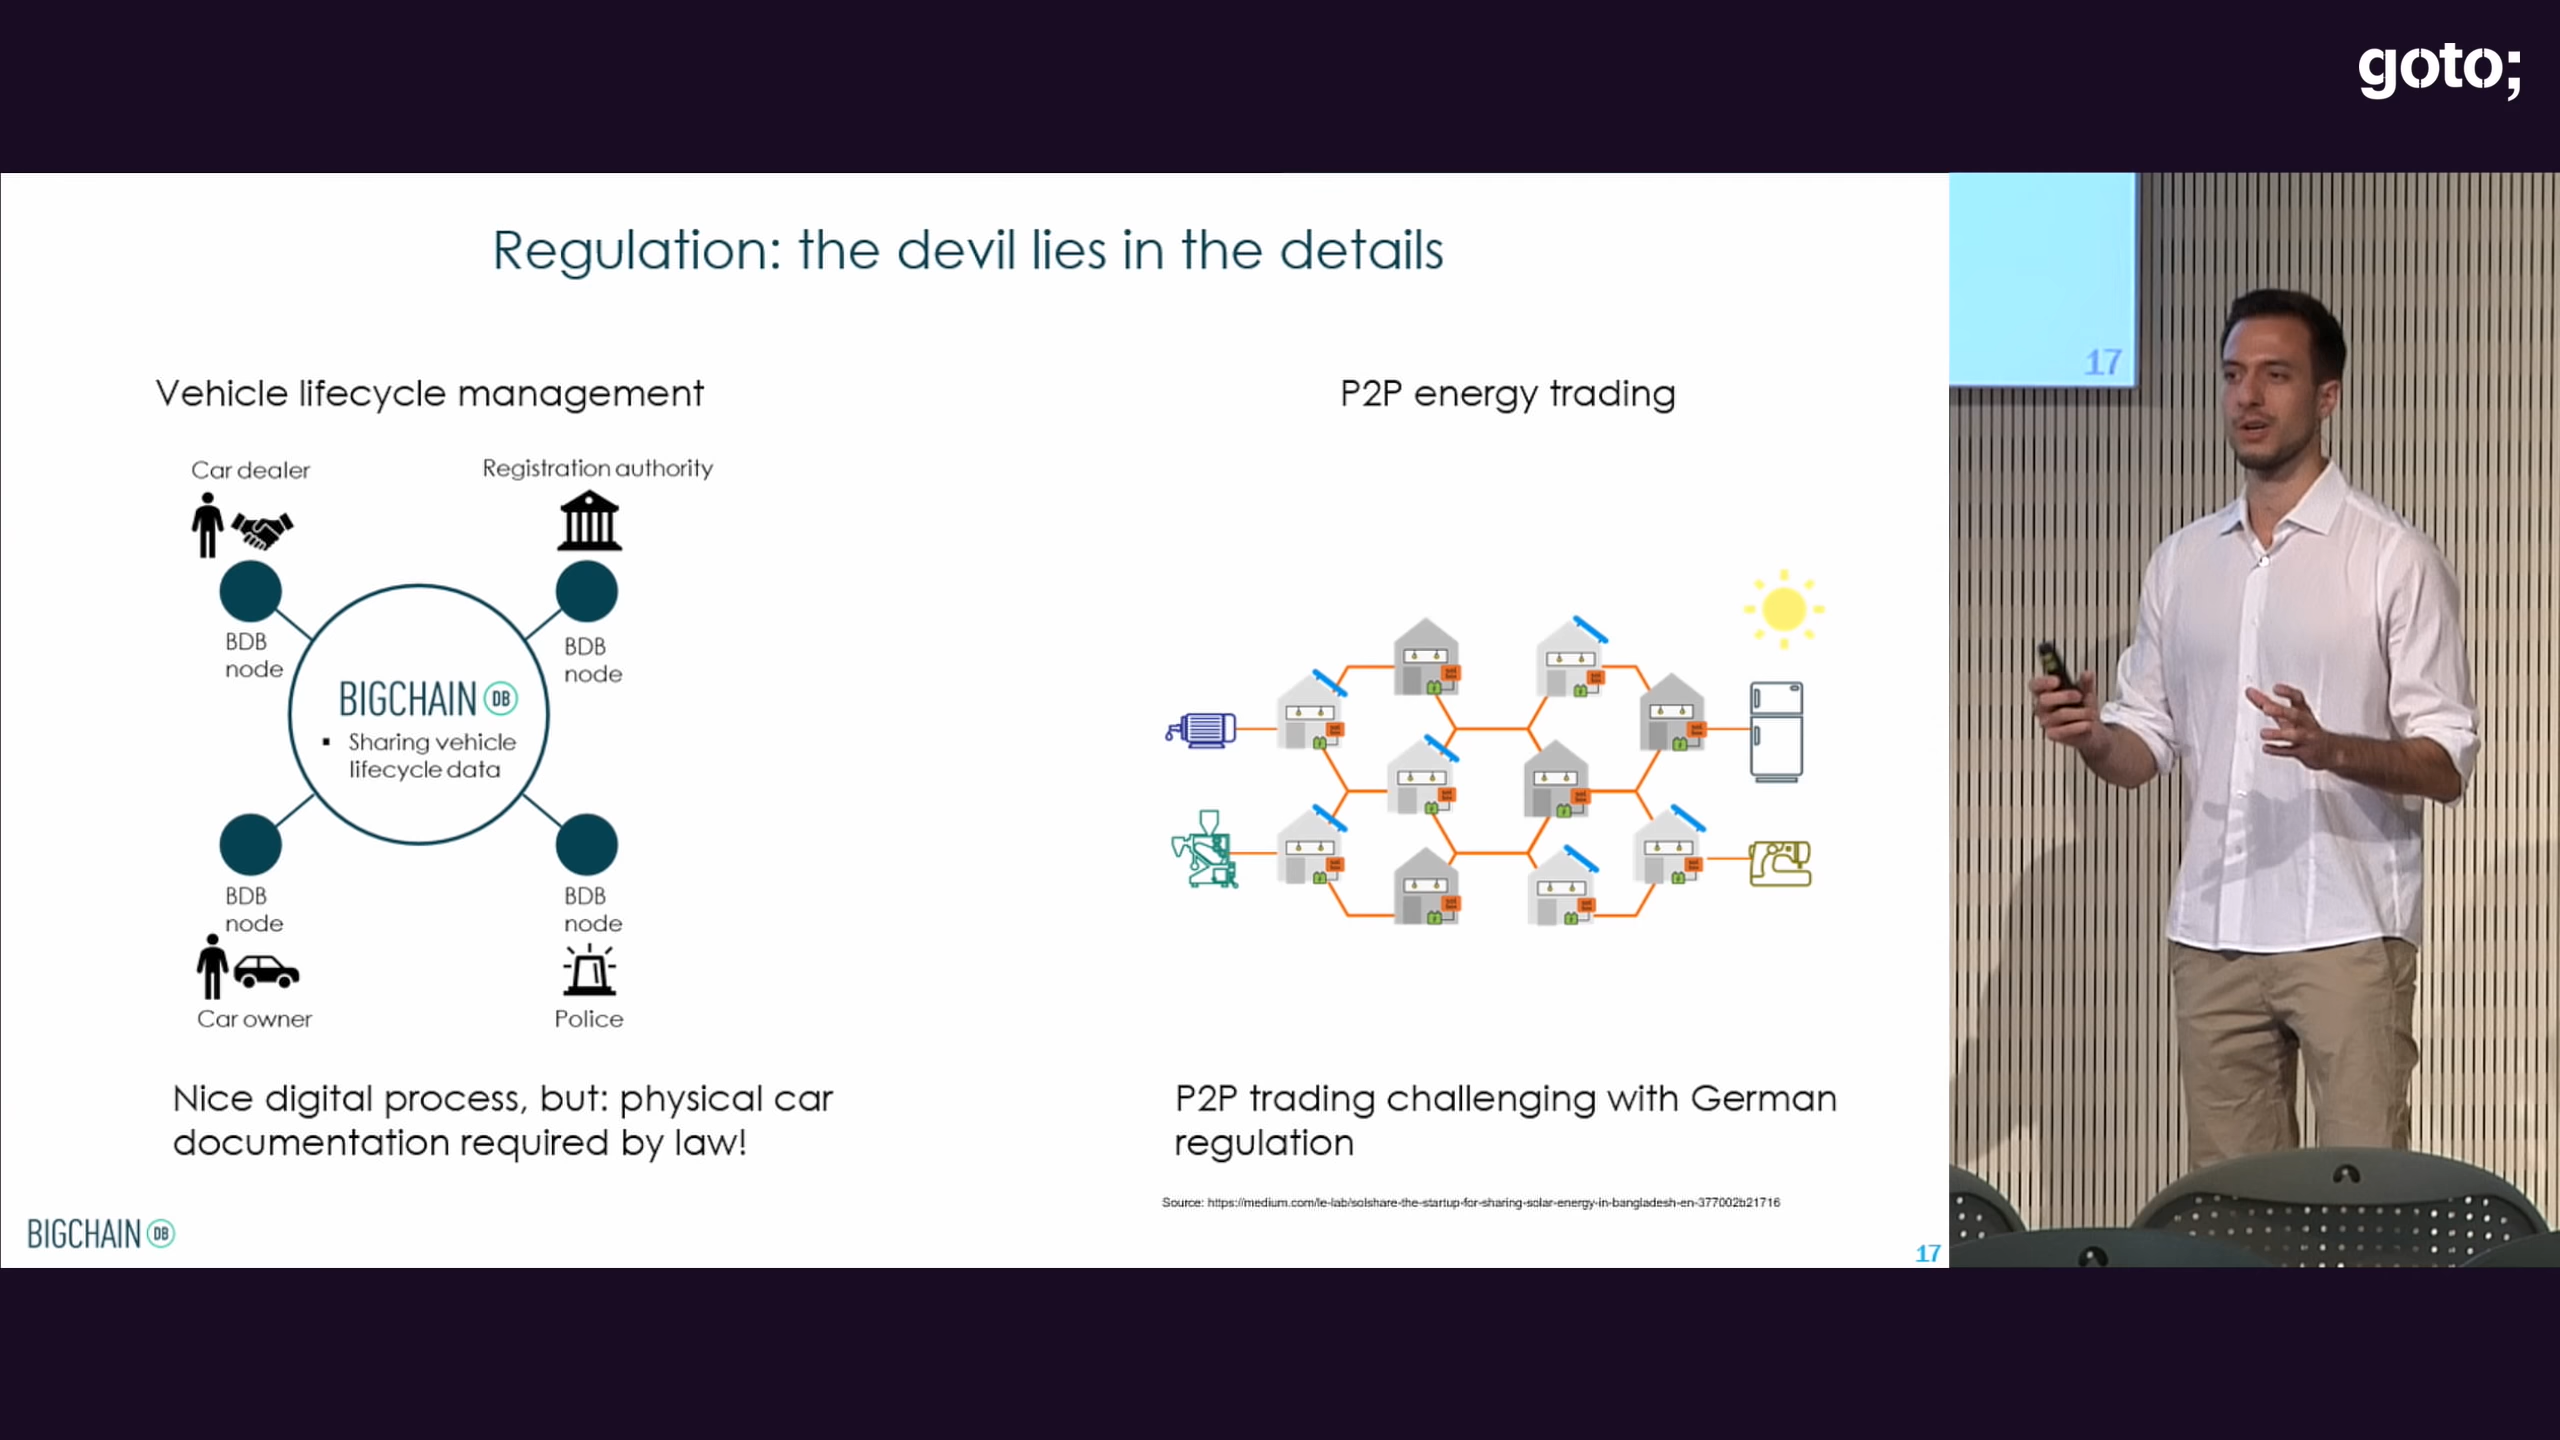 goto;
Regulation: the devil lies in the details
Vehicle lifecycle management
Car dealer
Registration authority
BDB
node
BDB
node
BIGCHAIN DB
▪ Sharing vehicle
lifecycle data
BDB
node
BDB
node
Car owner
Police
Nice digital process, but: physical car
documentation required by law!
P2P energy trading
P2P trading challenging with German
regulation
Source: https://medium.com/le-lab/solshare-the-startup-for-sharing-solar-energy-in-bangladesh-en-377002b21716
BIGCHAIN DB
17
17